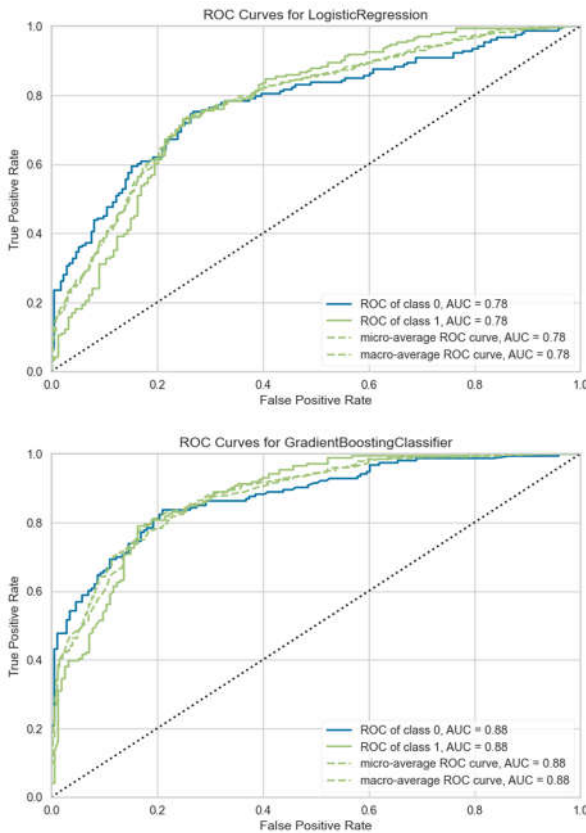 ROC Curves for LogisticRegression
1.0
0.8
0.6
0.4
0.2
0.0
True Positive Rate
ROC of class 0, AUC = 0.78
ROC of class 1, AUC = 0.78
micro-average ROC curve, AUC = 0.78
macro-average ROC curve, AUC = 0.78
0.0 0.2 0.4 0.6 0.8 1.0
False Positive Rate
ROC Curves for GradientBoostingClassifier
1.0
0.8
0.6
0.4
0.2
0.0
True Positive Rate
ROC of class 0, AUC = 0.88
ROC of class 1, AUC = 0.88
micro-average ROC curve, AUC = 0.88
macro-average ROC curve, AUC = 0.88
0.0 0.2 0.4 0.6 0.8 1.0
False Positive Rate